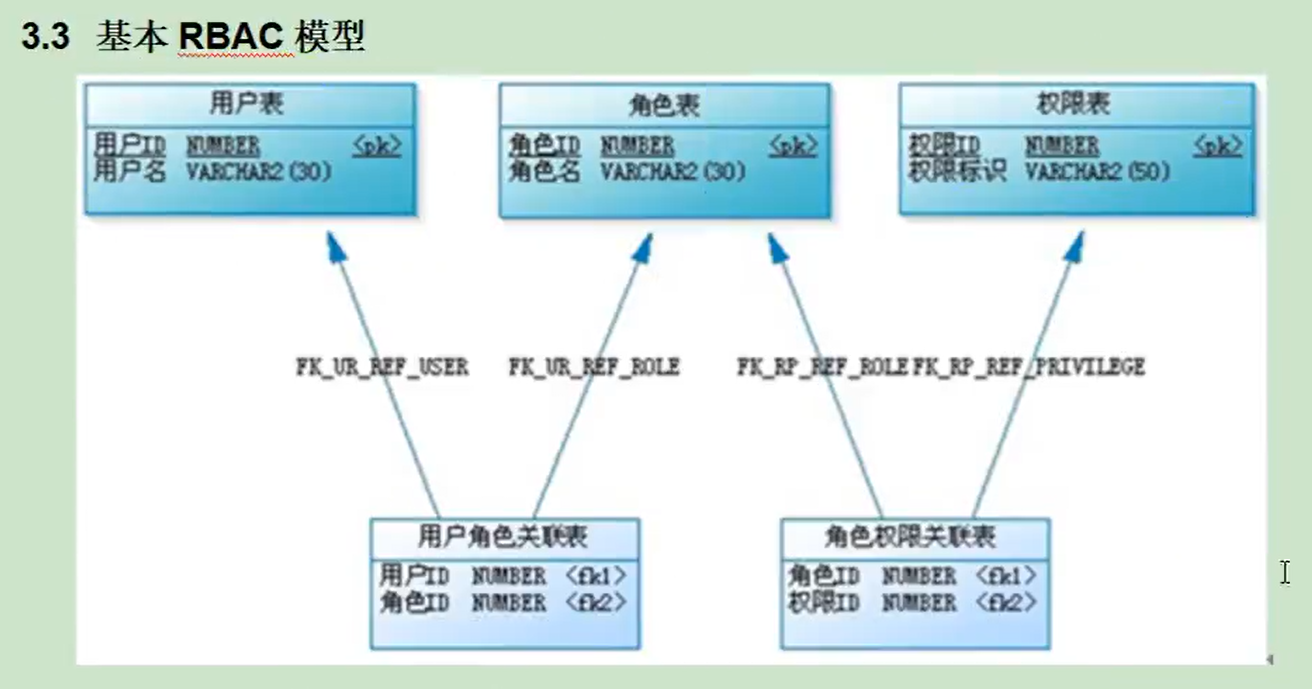 3.3 基本 RBAC 模型
用户表
用户ID NUMBER <pk>
用户名 VARCHAR2(30)
角色表
角色ID NUMBER <pk>
角色名 VARCHAR2(30)
权限表
权限ID NUMBER <pk>
权限标识 VARCHAR2(50)
FK_UR_REF_USER
FK_UR_REF_ROLE
FK_RP_REF_ROLE
FK_RP_REF_PRIVILEGE
用户角色关联表
用户ID NUMBER <fk1>
角色ID NUMBER <fk2>
角色权限关联表
角色ID NUMBER <fk1>
权限ID NUMBER <fk2>